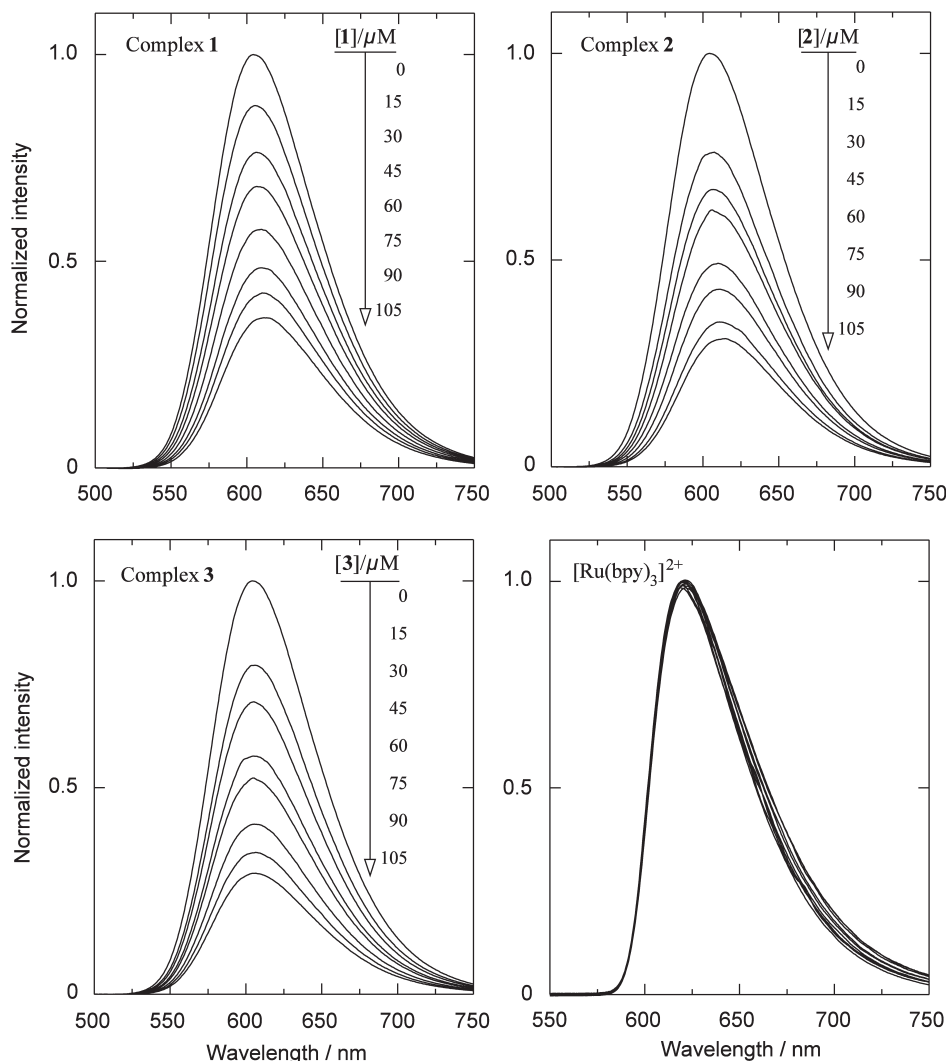 Complex 1
[1]/µM
0
15
30
45
60
75
90
105
1.0
0.5
0
500 550 600 650 700 750
Normalized intensity
Complex 2
[2]/µM
0
15
30
45
60
75
90
105
1.0
0.5
0
500 550 600 650 700 750
Complex 3
[3]/µM
0
15
30
45
60
75
90
105
1.0
0.5
0
500 550 600 650 700 750
Normalized intensity
Wavelength / nm
[Ru(bpy)3]2+
1.0
0.5
0
550 600 650 700 750
Wavelength / nm